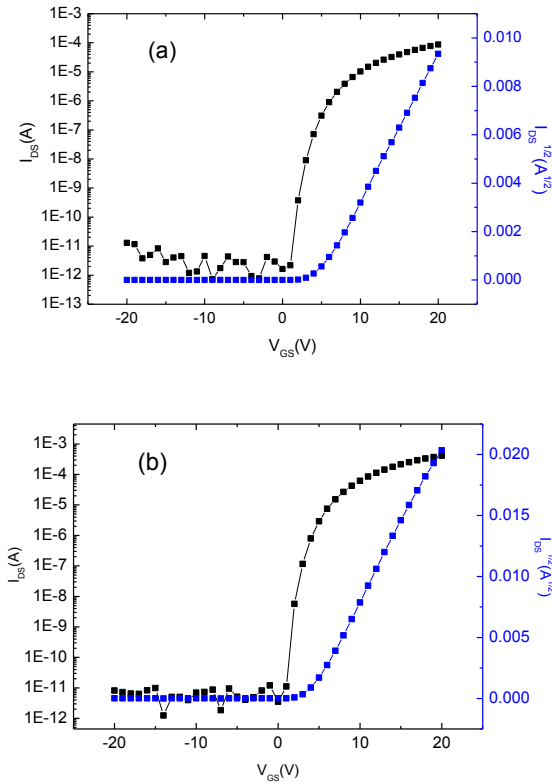 (a)
1E-3
1E-4
1E-5
1E-6
1E-7
1E-8
1E-9
1E-10
1E-11
1E-12
1E-13
I_DS(A)
-20 -10 0 10 20
V_GS(V)
0.010
0.008
0.006
0.004
0.002
0.000
I_DS^1/2(A^1/2)
(b)
1E-3
1E-4
1E-5
1E-6
1E-7
1E-8
1E-9
1E-10
1E-11
1E-12
I_DS(A)
-20 -10 0 10 20
V_GS(V)
0.020
0.015
0.010
0.005
0.000
I_DS^1/2(A^1/2)